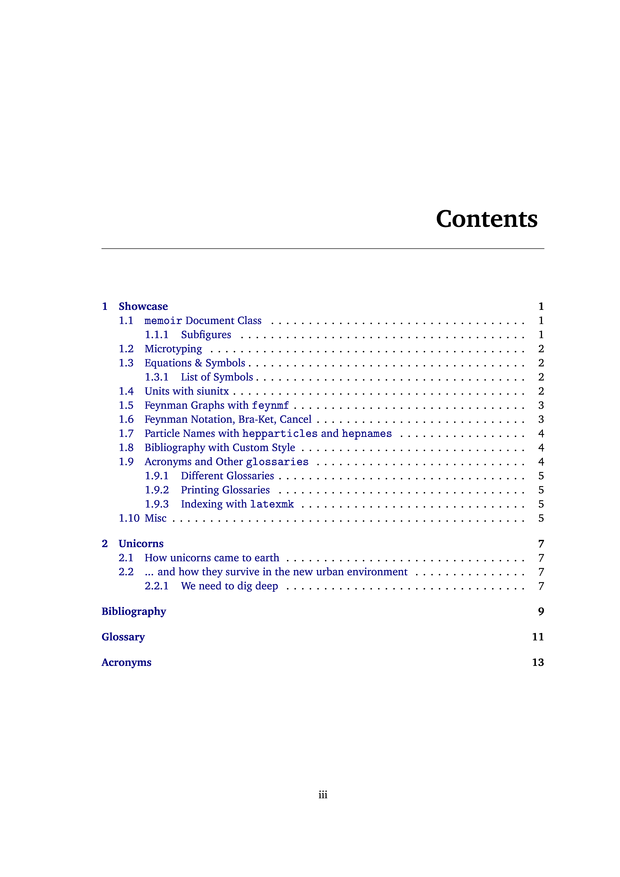 Contents
1 Showcase 1
1.1 memoir Document Class . . . . . . . . . . . . . . . . . . . . . . . . . . . . . . . . . . 1
1.1.1 Subfigures . . . . . . . . . . . . . . . . . . . . . . . . . . . . . . . . . . . . . . 1
1.2 Microtyping . . . . . . . . . . . . . . . . . . . . . . . . . . . . . . . . . . . . . . . . . . 2
1.3 Equations & Symbols . . . . . . . . . . . . . . . . . . . . . . . . . . . . . . . . . . . . . 2
1.3.1 List of Symbols . . . . . . . . . . . . . . . . . . . . . . . . . . . . . . . . . . . . 2
1.4 Units with siunitx . . . . . . . . . . . . . . . . . . . . . . . . . . . . . . . . . . . . . . . 2
1.5 Feynman Graphs with feynmf . . . . . . . . . . . . . . . . . . . . . . . . . . . . . . . 3
1.6 Feynman Notation, Bra-Ket, Cancel . . . . . . . . . . . . . . . . . . . . . . . . . . . . 3
1.7 Particle Names with hepparticles and hepnames . . . . . . . . . . . . . . . . . 4
1.8 Bibliography with Custom Style . . . . . . . . . . . . . . . . . . . . . . . . . . . . . . 4
1.9 Acronyms and Other glossaries . . . . . . . . . . . . . . . . . . . . . . . . . . . . 4
1.9.1 Different Glossaries . . . . . . . . . . . . . . . . . . . . . . . . . . . . . . . . . 5
1.9.2 Printing Glossaries . . . . . . . . . . . . . . . . . . . . . . . . . . . . . . . . . 5
1.9.3 Indexing with latexmk . . . . . . . . . . . . . . . . . . . . . . . . . . . . . . 5
1.10 Misc . . . . . . . . . . . . . . . . . . . . . . . . . . . . . . . . . . . . . . . . . . . . . . . 5
2 Unicorns 7
2.1 How unicorns came to earth . . . . . . . . . . . . . . . . . . . . . . . . . . . . . . . . 7
2.2 ... and how they survive in the new urban environment . . . . . . . . . . . . . . . 7
2.2.1 We need to dig deep . . . . . . . . . . . . . . . . . . . . . . . . . . . . . . . . 7
Bibliography 9
Glossary 11
Acronyms 13
iii